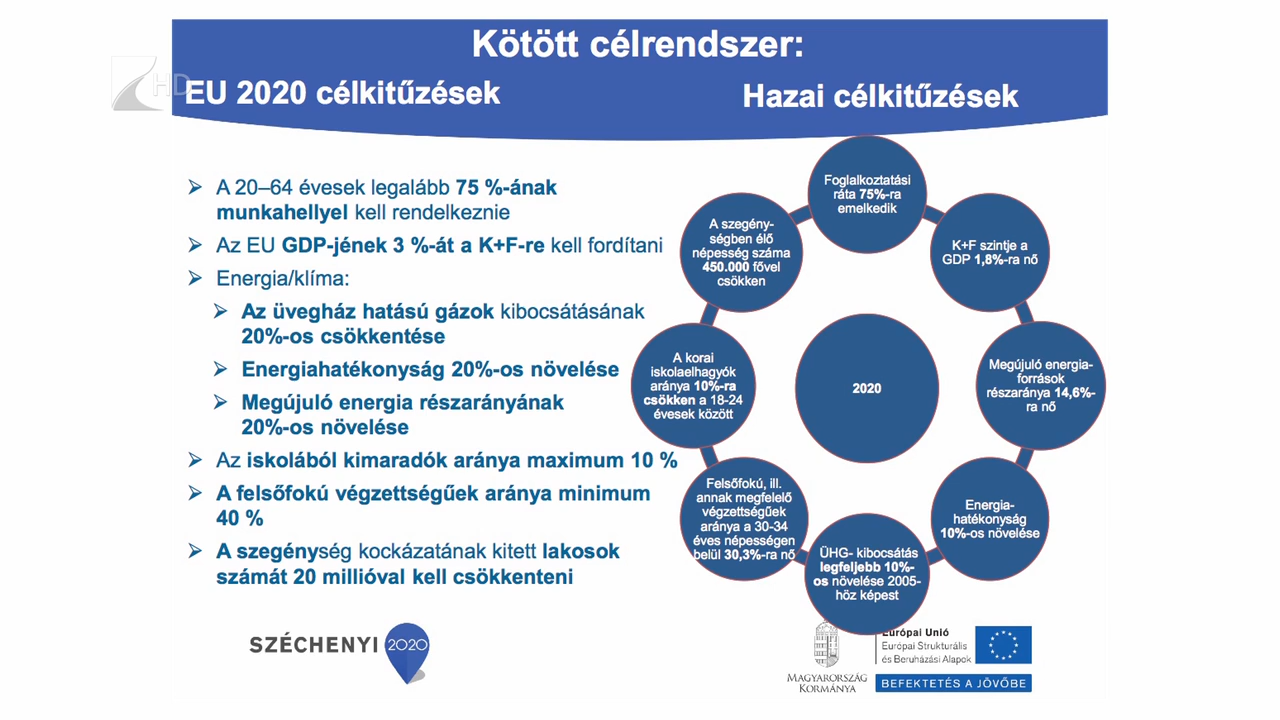 Kötött célrendszer:
HD
EU 2020 célkitűzések
Hazai célkitűzések
A 20–64 évesek legalább 75 %-ának
munkahellyel kell rendelkeznie
Az EU GDP-jének 3 %-át a K+F-re kell fordítani
Energia/klíma:
Az üvegház hatású gázok kibocsátásának
20%-os csökkentése
Energiahatékonyság 20%-os növelése
Megújuló energia részarányának
20%-os növelése
Az iskolából kimaradók aránya maximum 10 %
A felsőfokú végzettségűek aránya minimum
40 %
A szegénység kockázatának kitett lakosok
számát 20 millióval kell csökkenteni
Foglalkoztatási
ráta 75%-ra
emelkedik
K+F szintje a
GDP 1,8%-ra nő
Megújuló energia-
források
részaránya 14,6%-
ra nő
Energia-
hatékonyság
10%-os növelése
ÜHG- kibocsátás
legfeljebb 10%-
os növelése 2005-
höz képest
Felsőfokú, ill.
annak megfelelő
végzettségűek
aránya a 30-34
éves népességen
belül 30,3%-ra nő
A korai
iskolaelhagyók
aránya 10%-ra
csökken a 18-24
évesek között
A szegény-
ségben élő
népesség száma
450.000 fővel
csökken
2020
SZÉCHENYI 2020
MAGYARORSZÁG
KORMÁNYA
Európai Unió
Európai Strukturális
és Beruházási Alapok
BEFEKTETÉS A JÖVŐBE